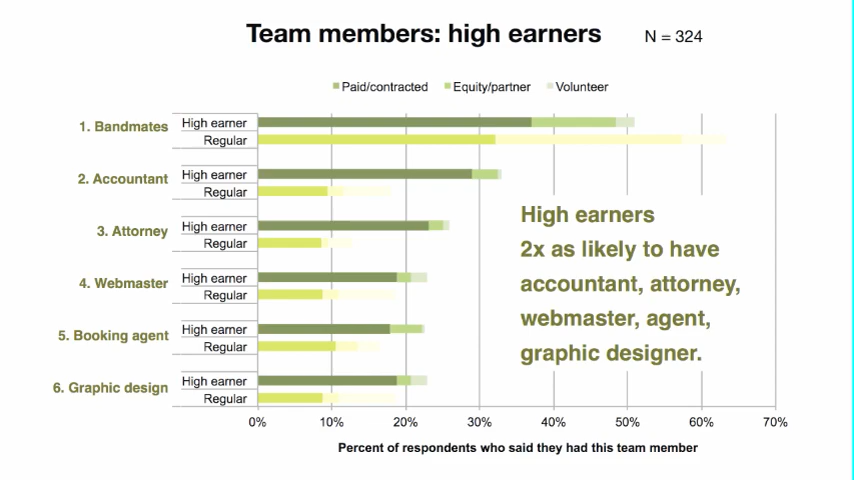 Team members: high earners N = 324
Paid/contracted Equity/partner Volunteer
1. Bandmates High earner
Regular
2. Accountant High earner
Regular
3. Attorney High earner
Regular
4. Webmaster High earner
Regular
5. Booking agent High earner
Regular
6. Graphic design High earner
Regular
High earners
2x as likely to have
accountant, attorney,
webmaster, agent,
graphic designer.
0% 10% 20% 30% 40% 50% 60% 70%
Percent of respondents who said they had this team member